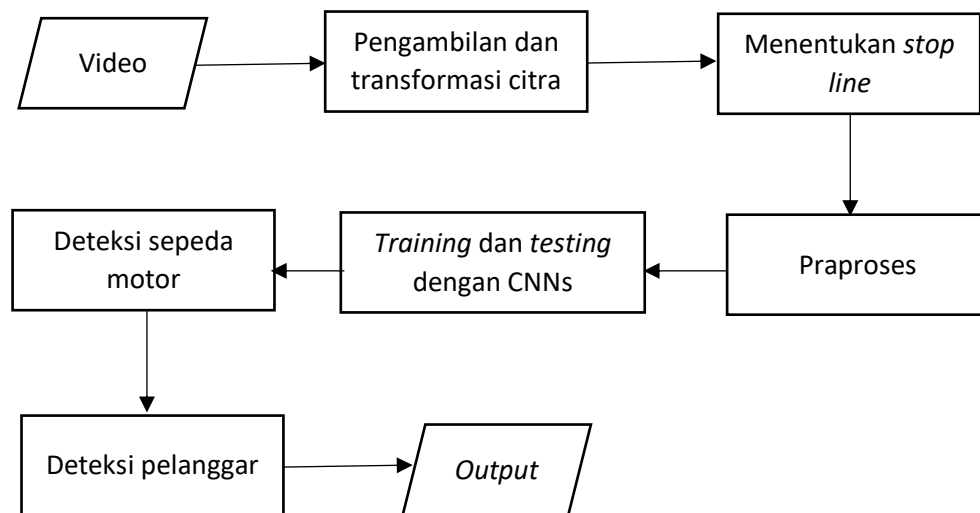 Video
Pengambilan dan
transformasi citra
Menentukan stop
line
Praproses
Training dan testing
dengan CNNs
Deteksi sepeda
motor
Deteksi pelanggar
Output